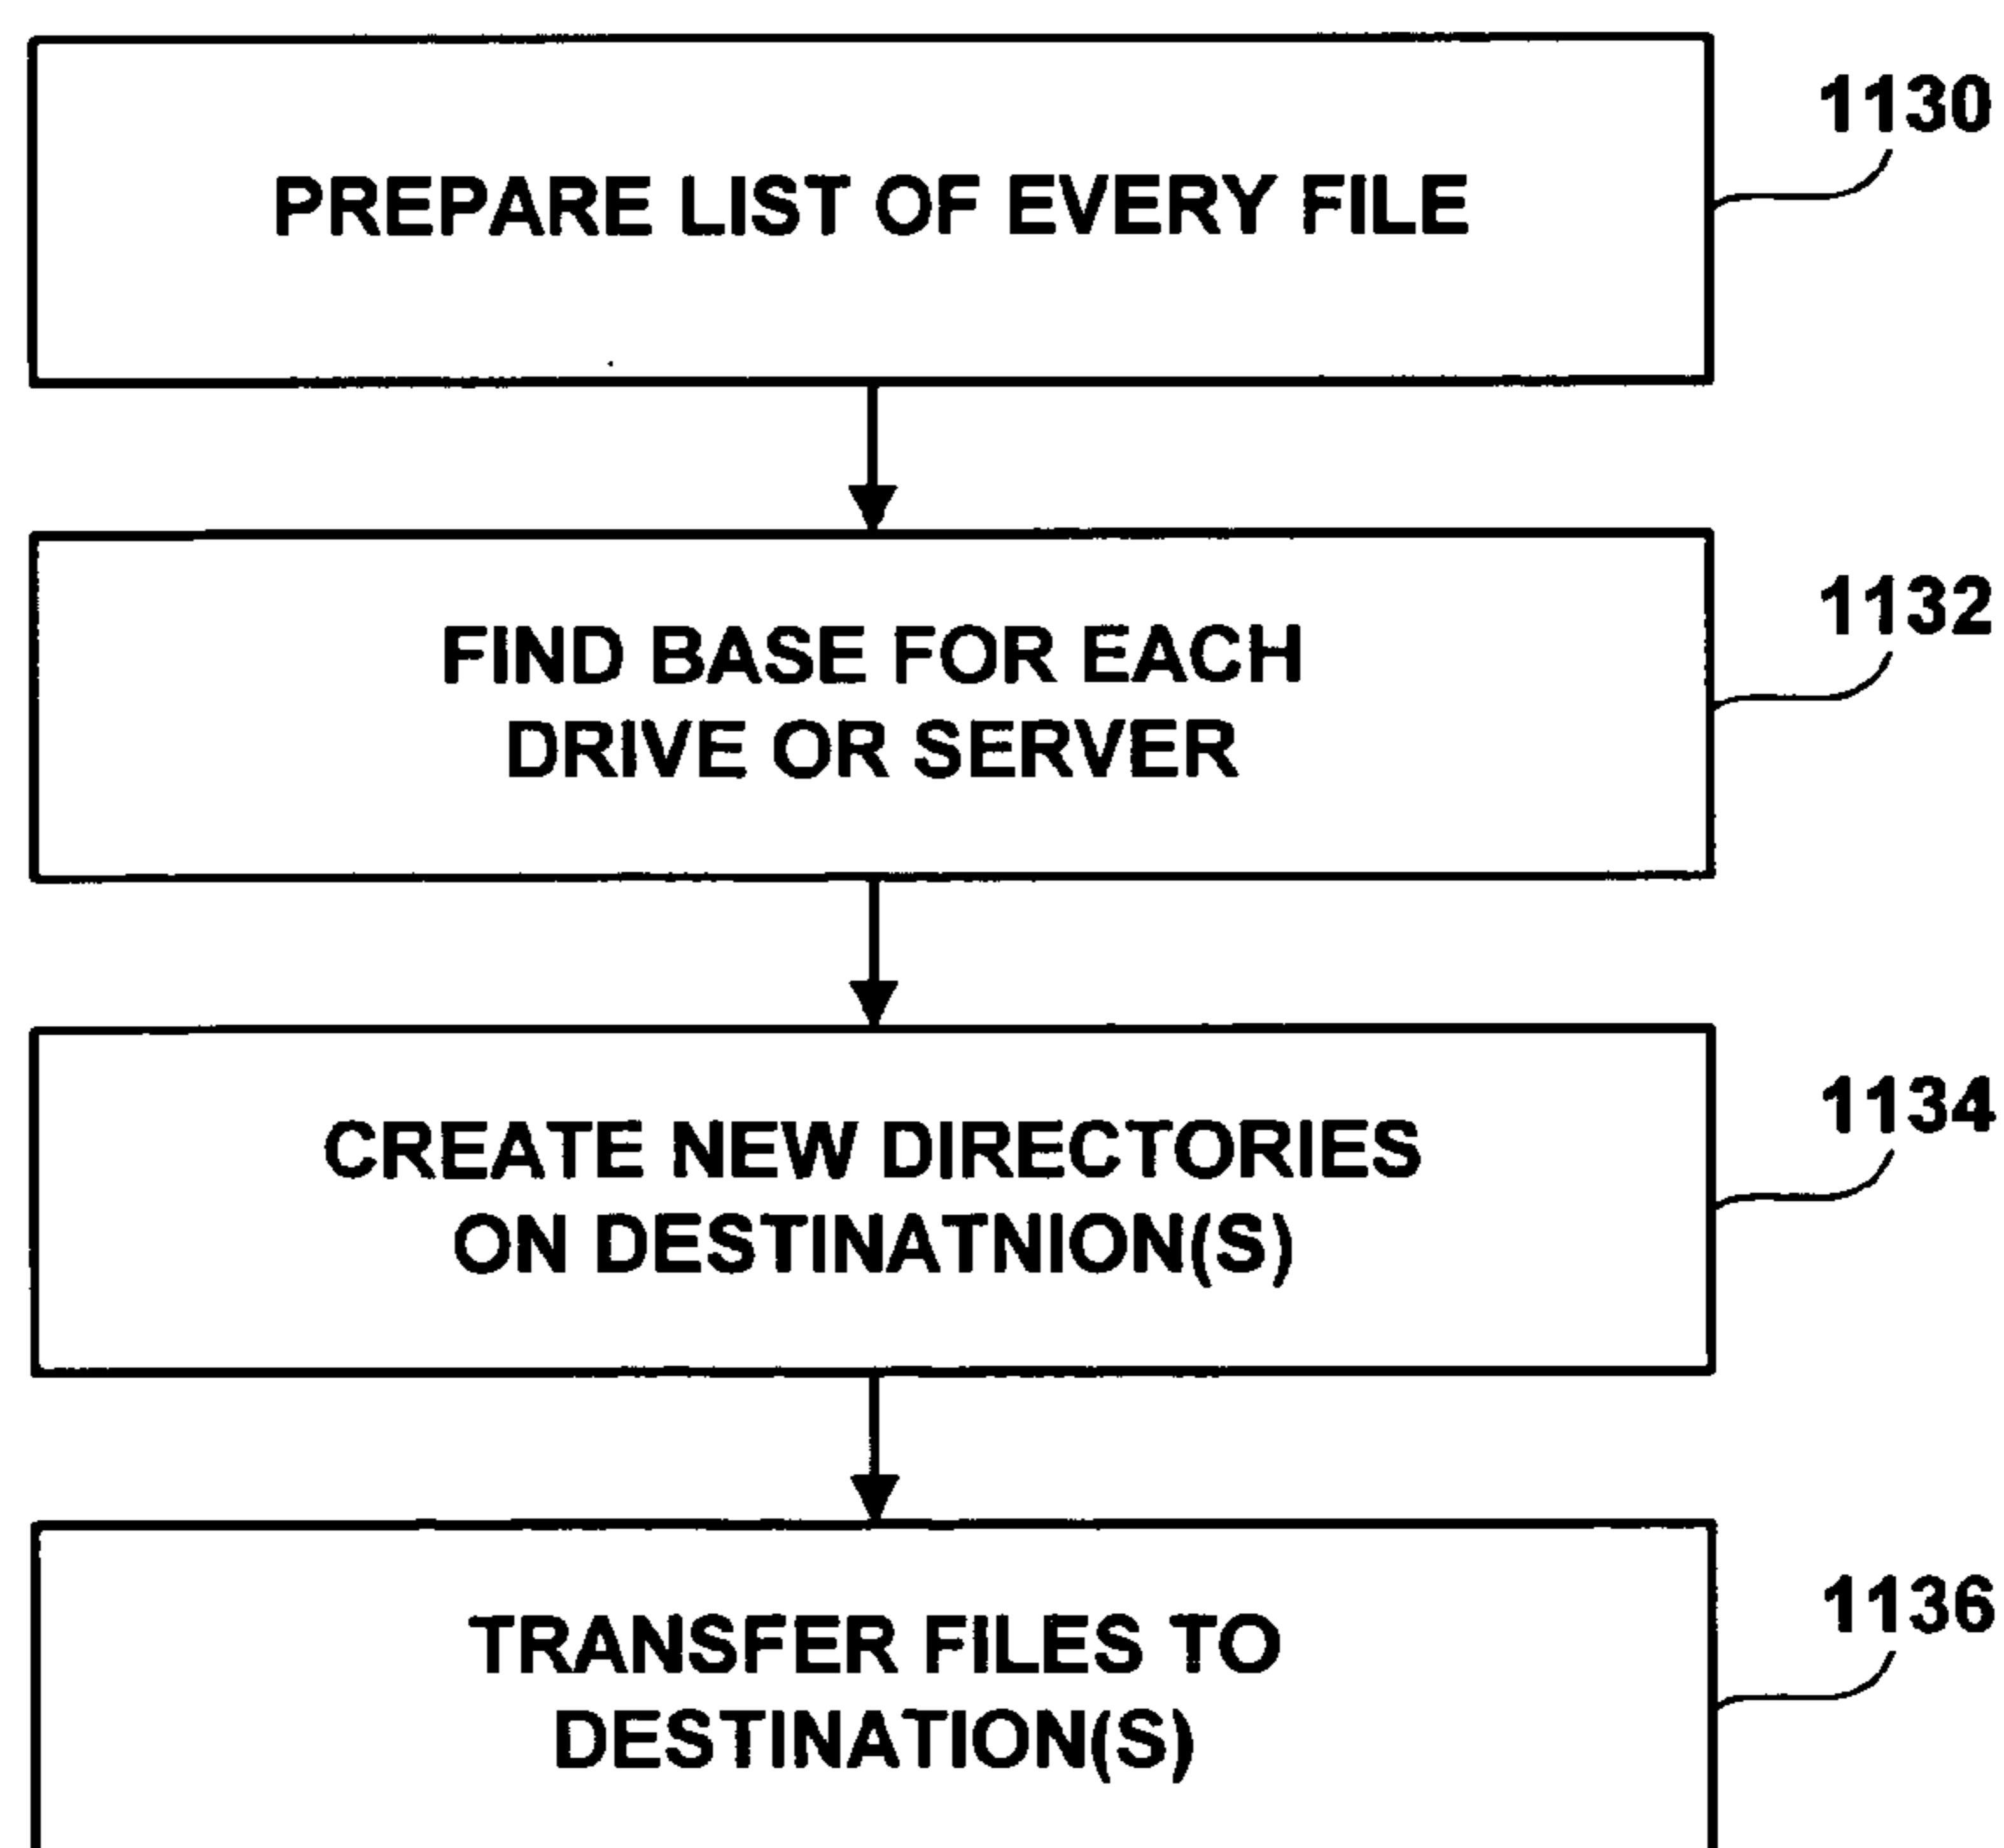 1130
PREPARE LIST OF EVERY FILE
1132
FIND BASE FOR EACH
DRIVE OR SERVER
1134
CREATE NEW DIRECTORIES
ON DESTINATNION(S)
1136
TRANSFER FILES TO
DESTINATION(S)